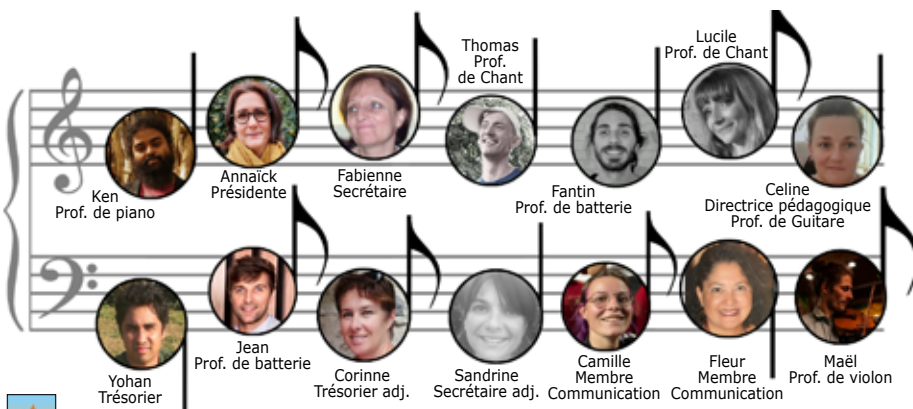 Ken
Prof. de piano
Annaïck
Présidente
Fabienne
Secrétaire
Thomas
Prof.
de Chant
Fantin
Prof. de batterie
Lucile
Prof. de Chant
Celine
Directrice pédagogique
Prof. de Guitare
Yohan
Trésorier
Jean
Prof. de batterie
Corinne
Trésorier adj.
Sandrine
Secrétaire adj.
Camille
Membre
Communication
Fleur
Membre
Communication
Maël
Prof. de violon